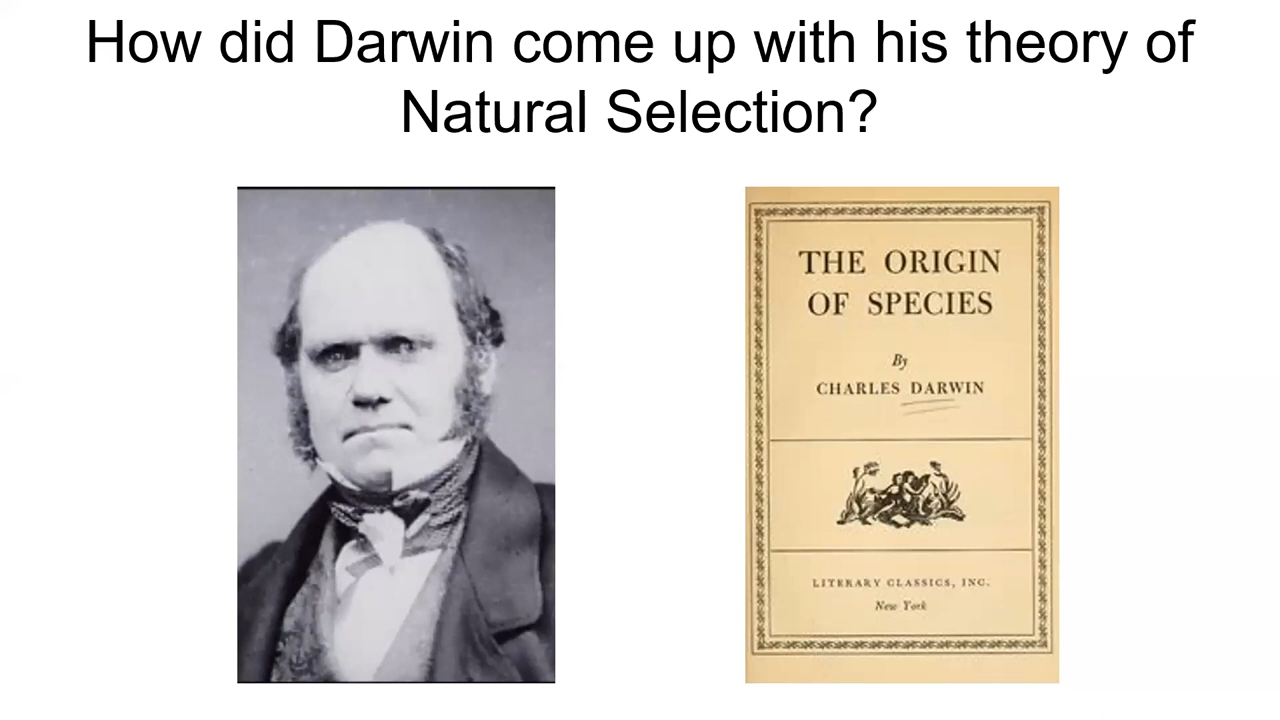 How did Darwin come up with his theory of
Natural Selection?
THE ORIGIN
OF SPECIES
By
CHARLES DARWIN
LITERARY CLASSICS, INC.
New York